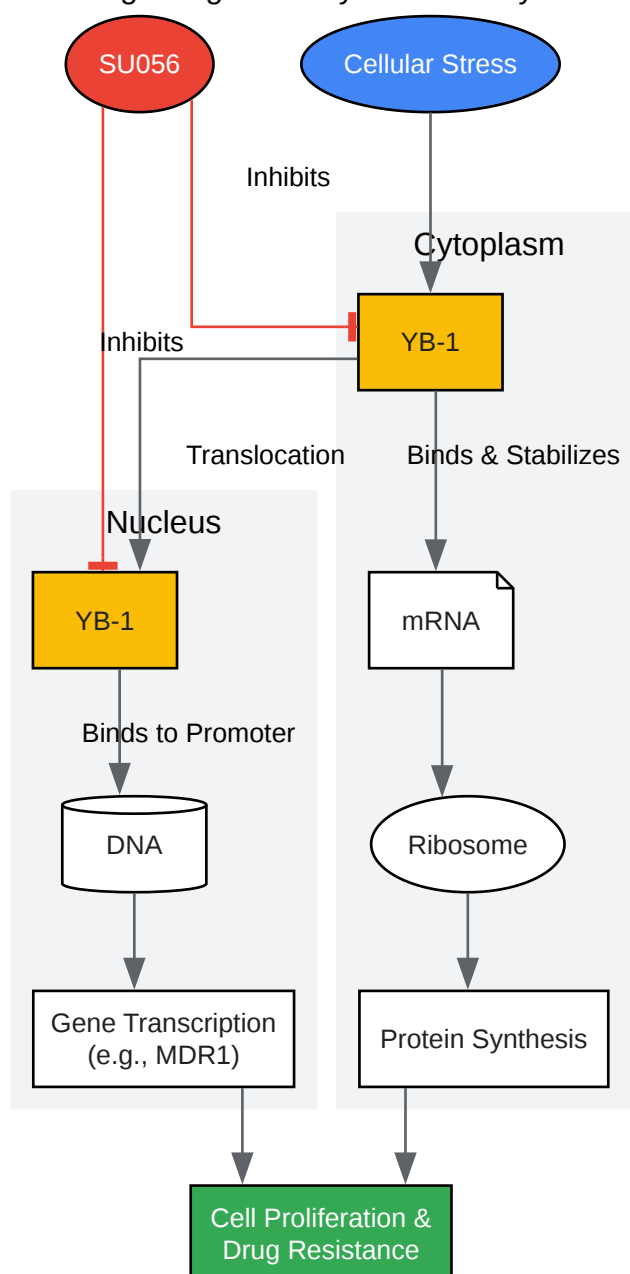 SU056
Cellular Stress
Inhibits
Cytoplasm
YB-1
Inhibits
Translocation
Binds & Stabilizes
Nucleus
YB-1
mRNA
Binds to Promoter
DNA
Ribosome
Gene Transcription
(e.g., MDR1)
Protein Synthesis
Cell Proliferation &
Drug Resistance